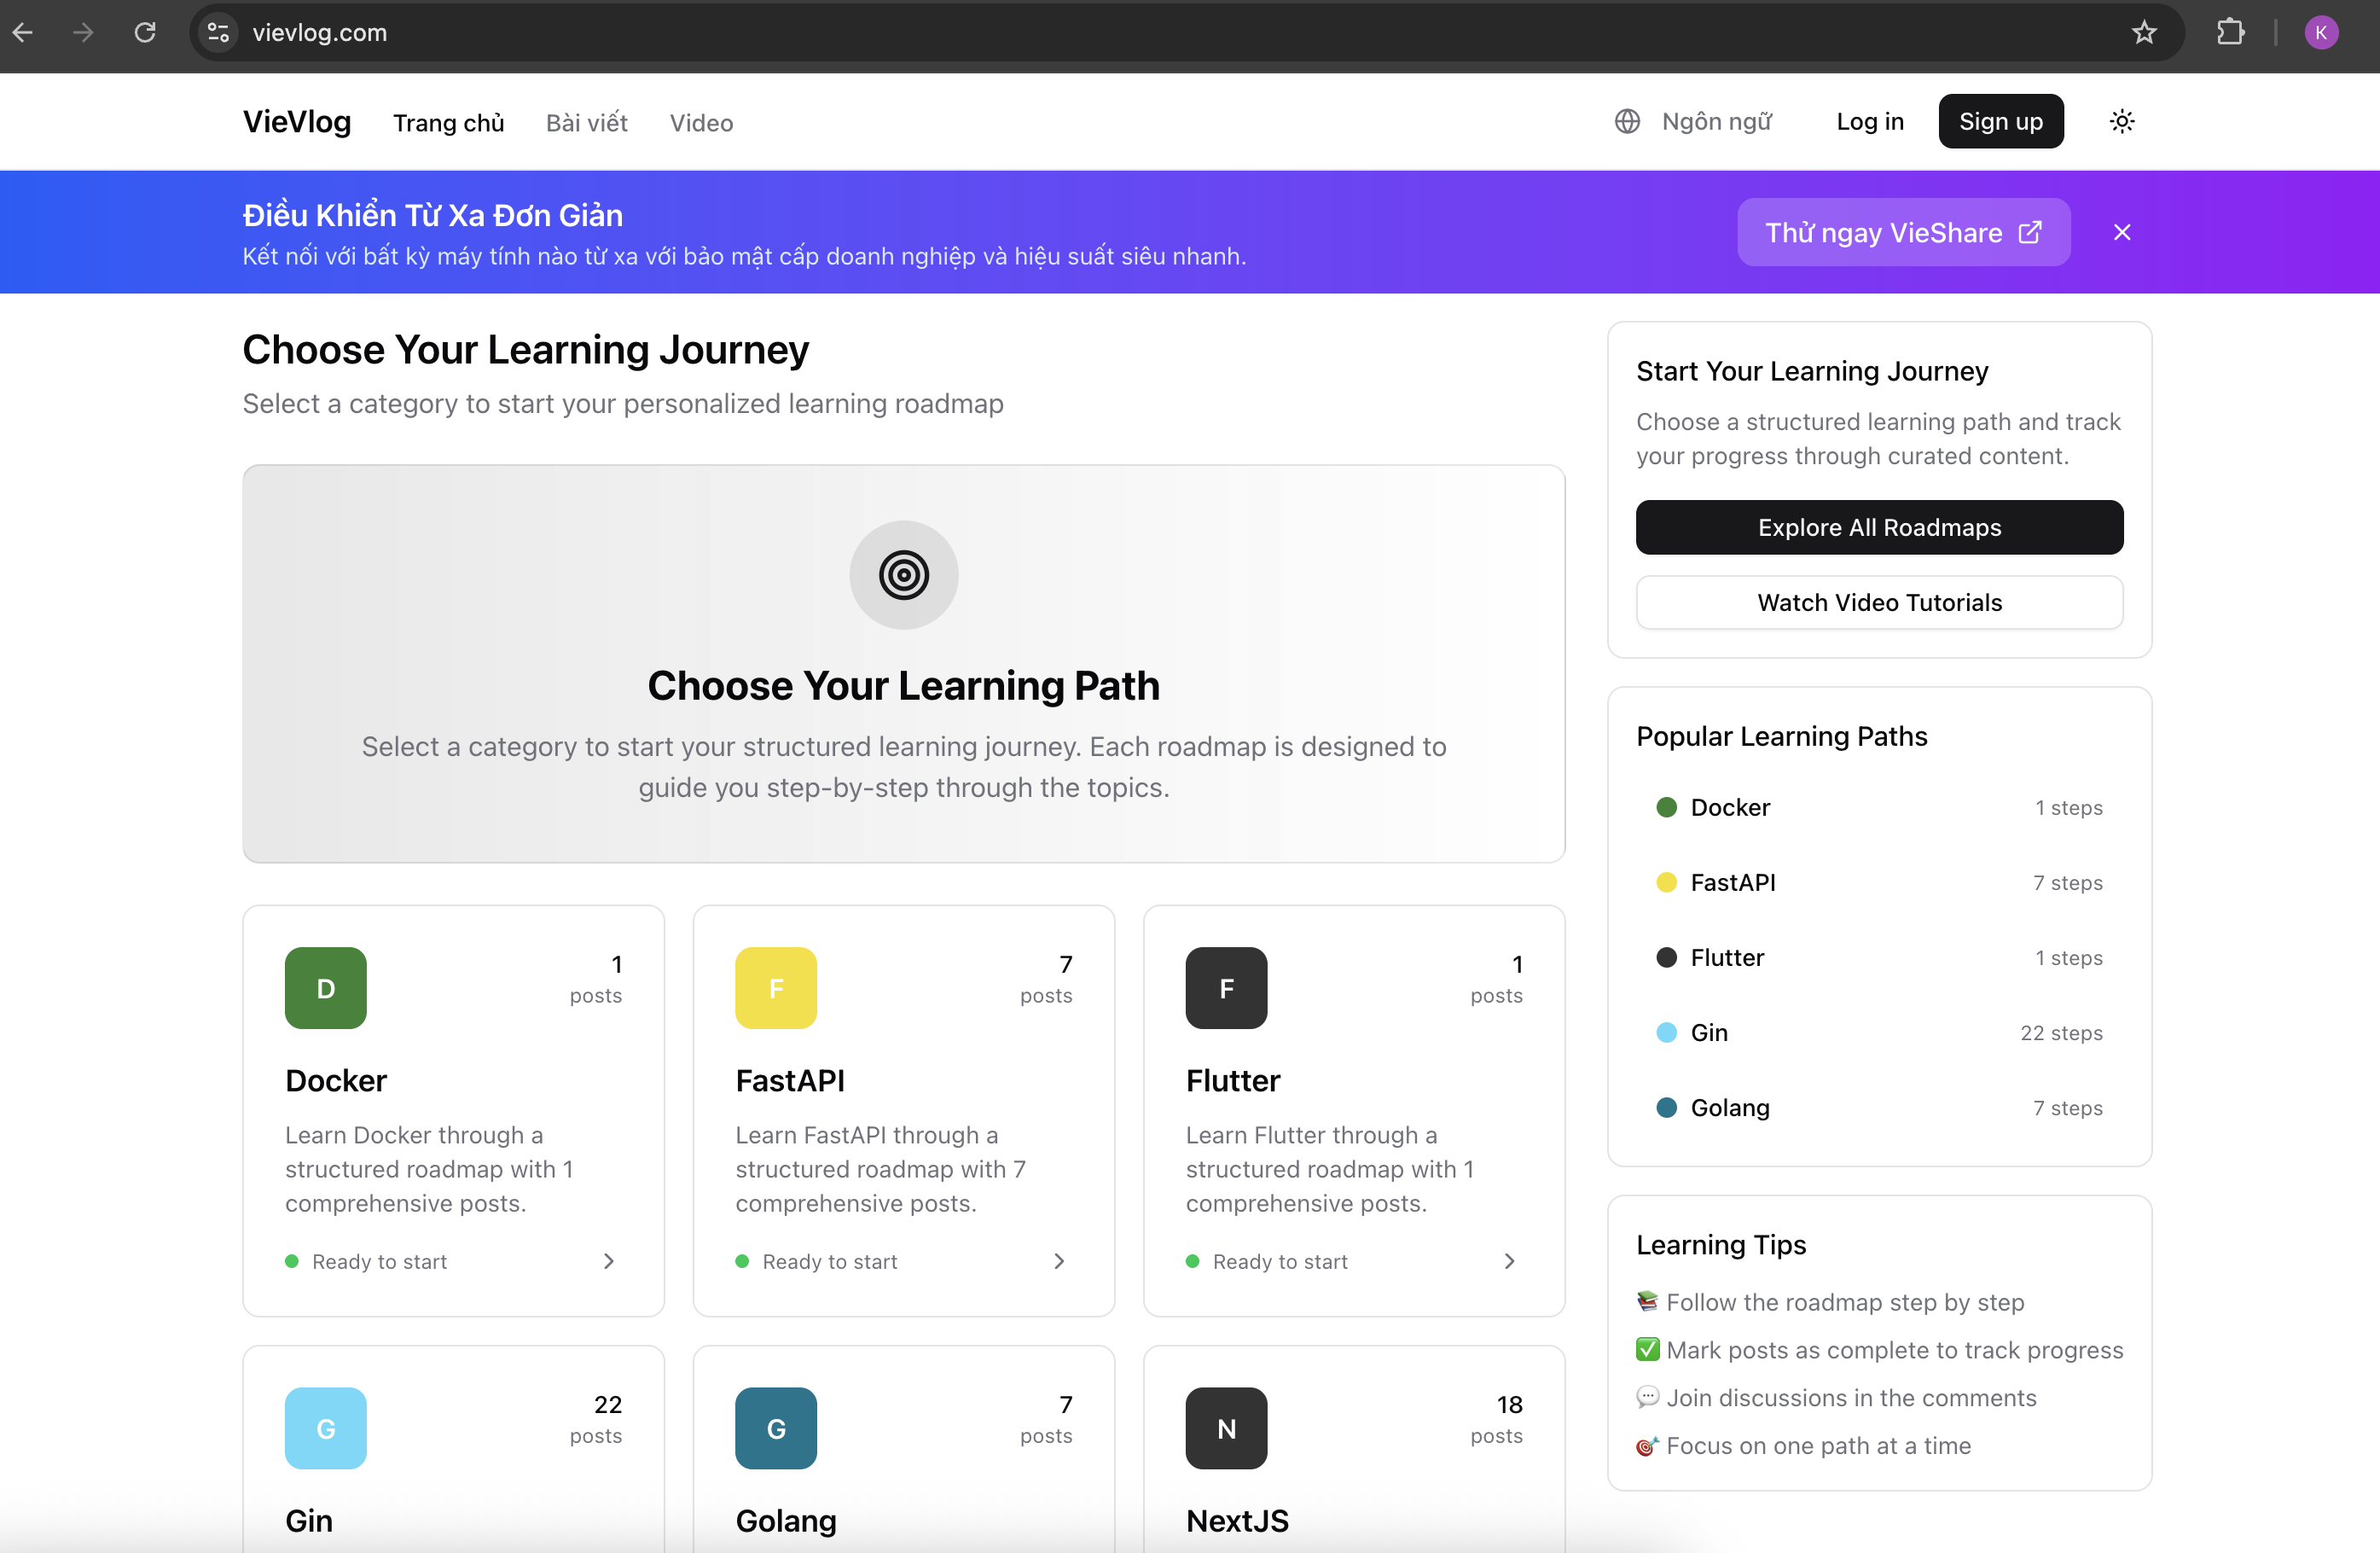 vievlog.com
K
VieVlog
Trang chủ
Bài viết
Video
Ngôn ngữ
Log in
Sign up
Điều Khiển Từ Xa Đơn Giản
Kết nối với bất kỳ máy tính nào từ xa với bảo mật cấp doanh nghiệp và hiệu suất siêu nhanh.
Thử ngay VieShare
Choose Your Learning Journey
Select a category to start your personalized learning roadmap
Choose Your Learning Path
Select a category to start your structured learning journey. Each roadmap is designed to
guide you step-by-step through the topics.
D
1
posts
Docker
Learn Docker through a
structured roadmap with 1
comprehensive posts.
Ready to start
F
7
posts
FastAPI
Learn FastAPI through a
structured roadmap with 7
comprehensive posts.
Ready to start
F
1
posts
Flutter
Learn Flutter through a
structured roadmap with 1
comprehensive posts.
Ready to start
G
22
posts
Gin
G
7
posts
Golang
N
18
posts
NextJS
Start Your Learning Journey
Choose a structured learning path and track
your progress through curated content.
Explore All Roadmaps
Watch Video Tutorials
Popular Learning Paths
Docker
1 steps
FastAPI
7 steps
Flutter
1 steps
Gin
22 steps
Golang
7 steps
Learning Tips
📚 Follow the roadmap step by step
✅ Mark posts as complete to track progress
💬 Join discussions in the comments
🎯 Focus on one path at a time